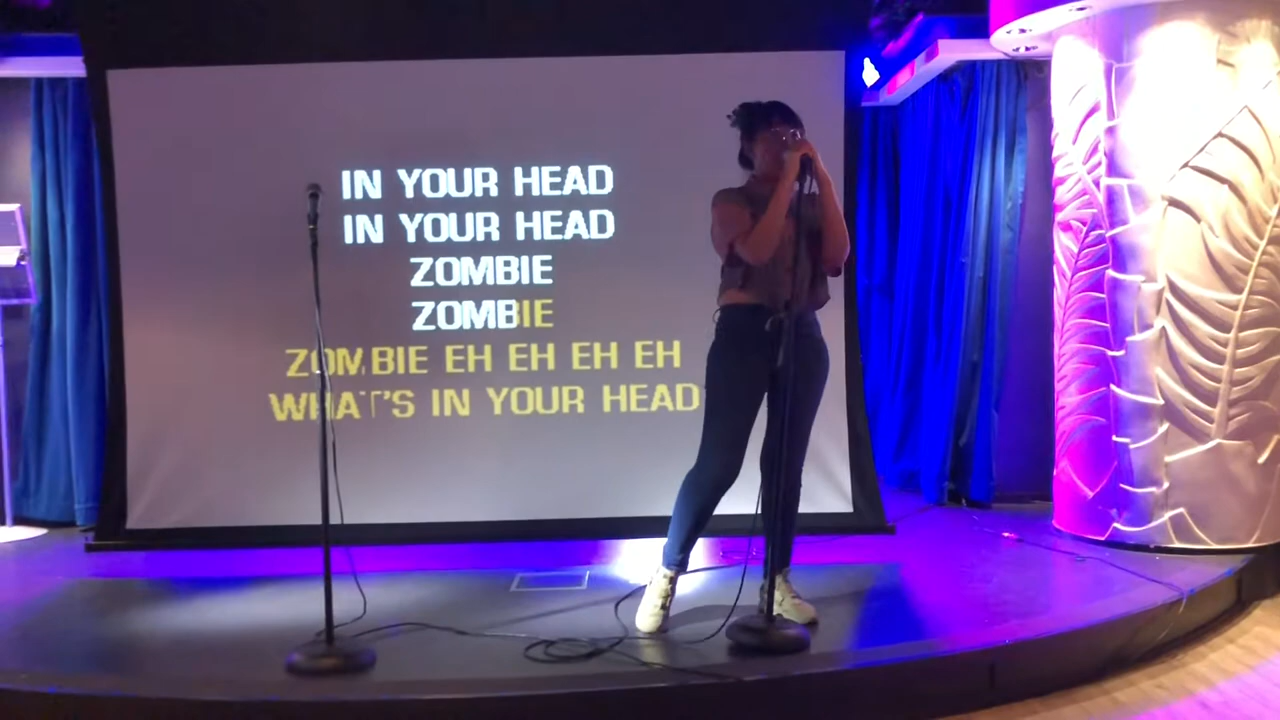 IN YOUR HEAD
IN YOUR HEAD
ZOMBIE
ZOMBIE
ZOMBIE EH EH EH EH
WHAT'S IN YOUR HEAD